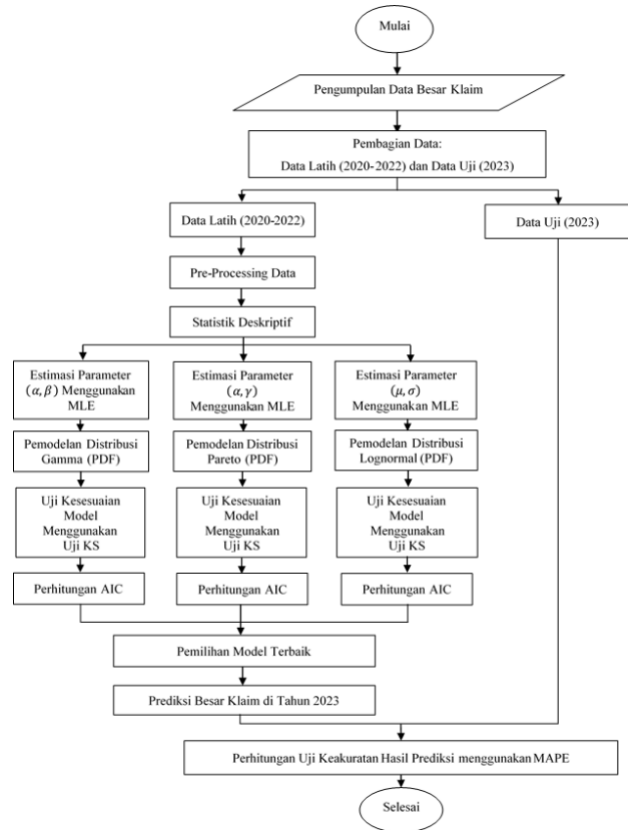 Mulai
Pengumpulan Data Besar Klaim
Pembagian Data:
Data Latih (2020-2022) dan Data Uji (2023)
Data Latih (2020-2022)
Data Uji (2023)
Pre-Processing Data
Statistik Deskriptif
Estimasi Parameter
(α, β) Menggunakan
MLE
Estimasi Parameter
(α, γ)
Menggunakan MLE
Estimasi Parameter
(μ, σ)
Menggunakan MLE
Pemodelan Distribusi
Gamma (PDF)
Pemodelan Distribusi
Pareto (PDF)
Pemodelan Distribusi
Lognormal (PDF)
Uji Kesesuaian
Model
Menggunakan
Uji KS
Uji Kesesuaian
Model
Menggunakan
Uji KS
Uji Kesesuaian
Model
Menggunakan
Uji KS
Perhitungan AIC
Perhitungan AIC
Perhitungan AIC
Pemilihan Model Terbaik
Prediksi Besar Klaim di Tahun 2023
Perhitungan Uji Keakuratan Hasil Prediksi menggunakan MAPE
Selesai